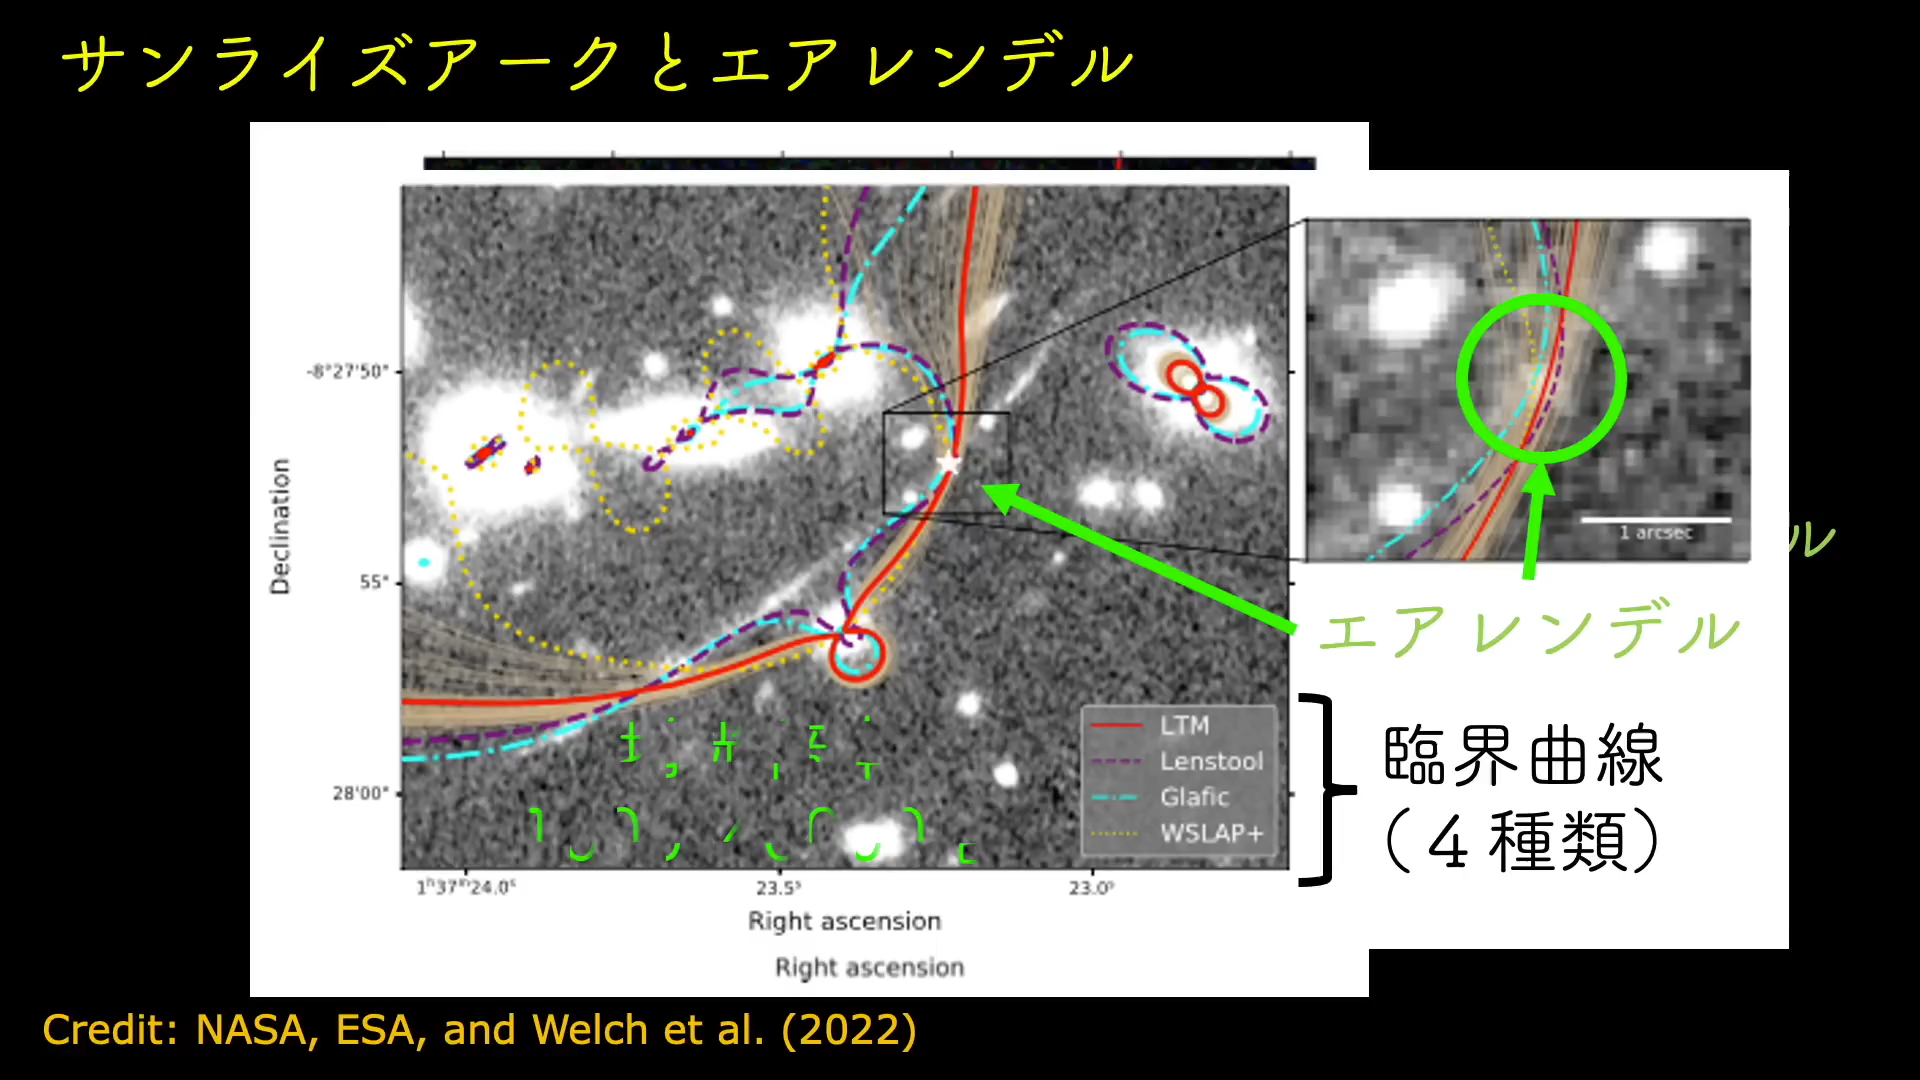 サンライズアークとエアレンデル
Declination
-8°27'50"
55"
28'00"
1ʰ37ᵐ24.0ˢ
23.5ˢ
23.0ˢ
Right ascension
Right ascension
LTM
Lenstool
Glafic
WSLAP+
1 arcsec
ル
エアレンデル
臨界曲線
（４種類）
Credit: NASA, ESA, and Welch et al. (2022)